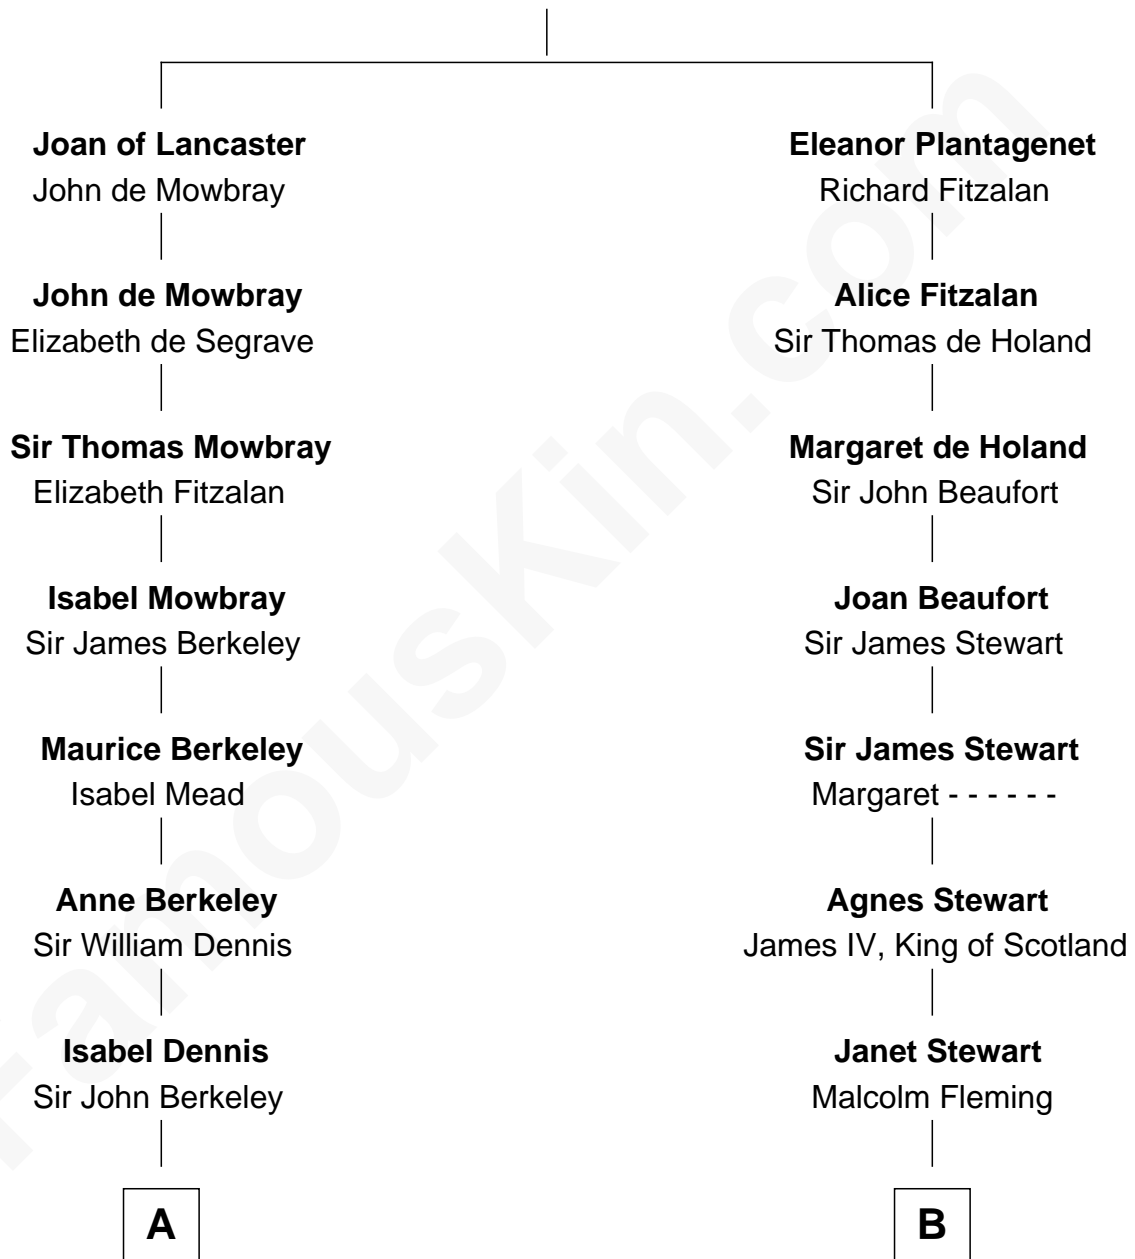 Joan of Lancaster
John de Mowbray
John de Mowbray
Elizabeth de Segrave
Sir Thomas Mowbray
Elizabeth Fitzalan
Isabel Mowbray
Sir James Berkeley
Maurice Berkeley
Isabel Mead
Anne Berkeley
Sir William Dennis
Isabel Dennis
Sir John Berkeley
A
Eleanor Plantagenet
Richard Fitzalan
Alice Fitzalan
Sir Thomas de Holand
Margaret de Holand
Sir John Beaufort
Joan Beaufort
Sir James Stewart
Sir James Stewart
Margaret - - - - - -
Agnes Stewart
James IV, King of Scotland
Janet Stewart
Malcolm Fleming
B
FamousKin.com